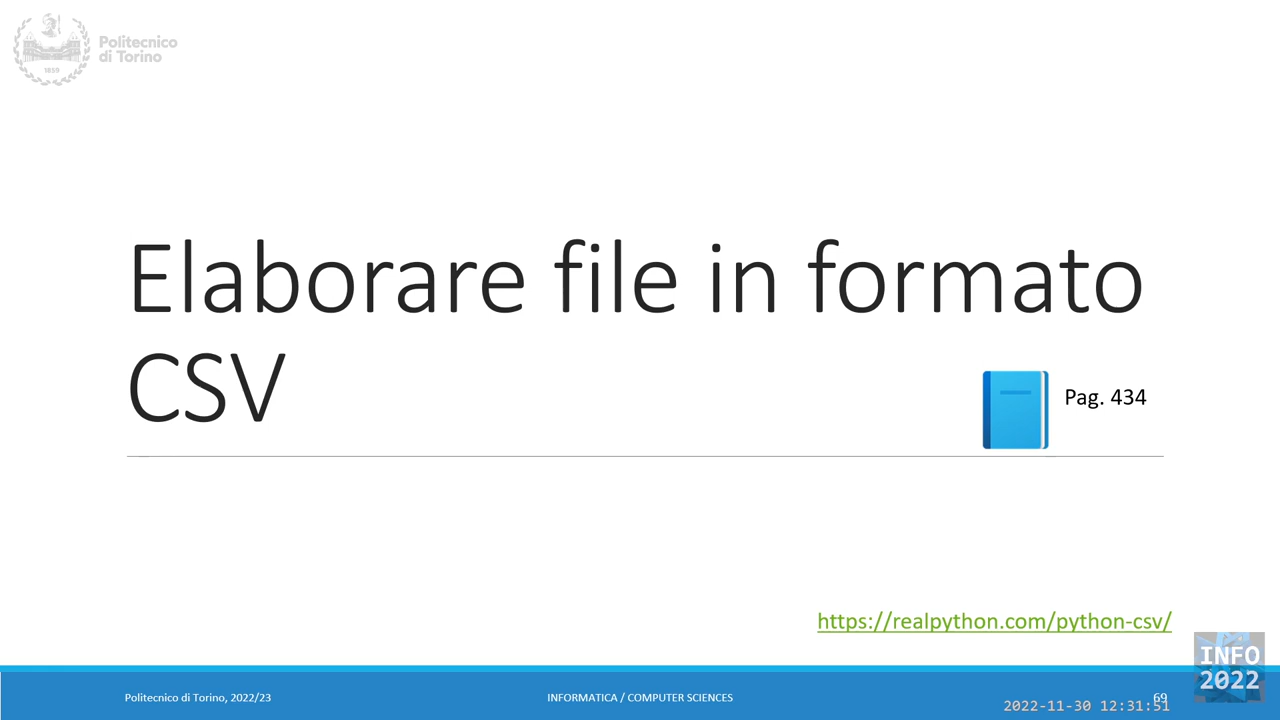 Politecnico
di Torino
1859
Elaborare file in formato
CSV
Pag. 434
https://realpython.com/python-csv/
INFO
2022
Politecnico di Torino, 2022/23
INFORMATICA / COMPUTER SCIENCES
69
2022-11-30 12:31:51